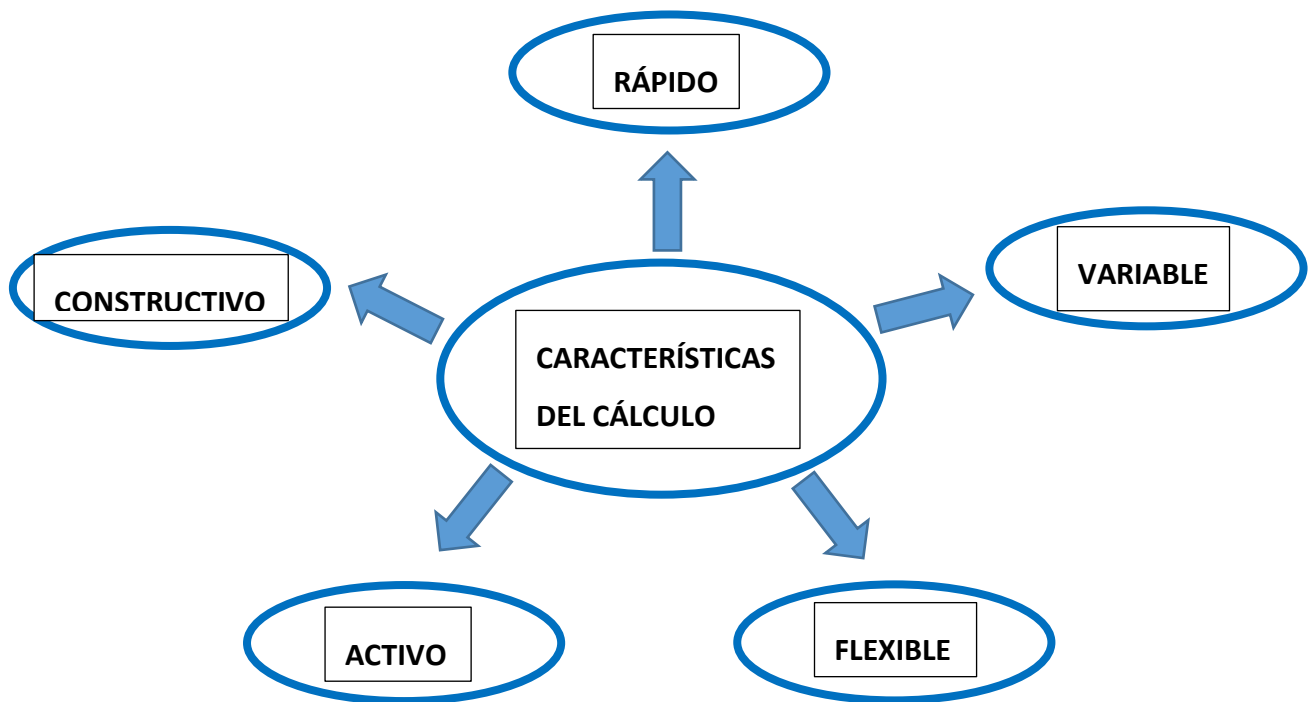 RÁPIDO
VARIABLE
CONSTRUCTIVO
CARACTERÍSTICAS
DEL CÁLCULO
ACTIVO
FLEXIBLE